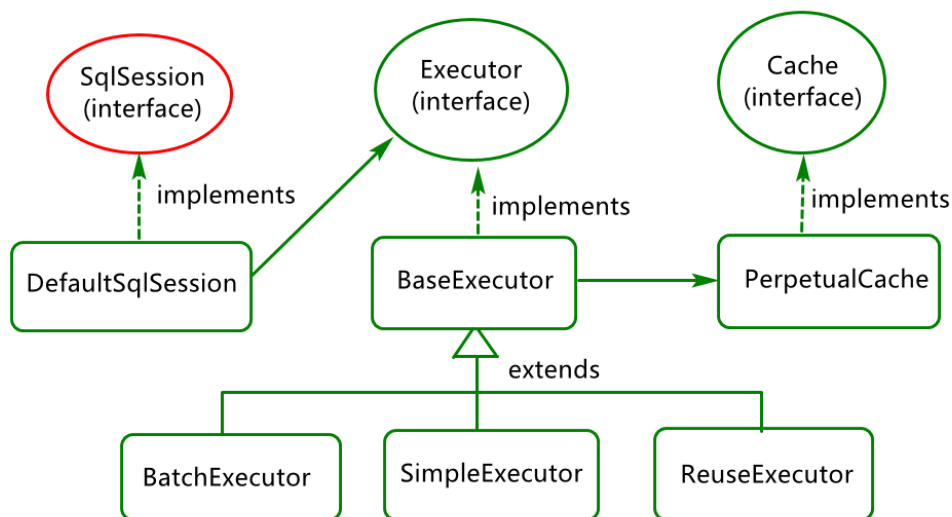 SqlSession
(interface)
Executor
(interface)
Cache
(interface)
implements
implements
implements
DefaultSqlSession
BaseExecutor
PerpetualCache
extends
BatchExecutor
SimpleExecutor
ReuseExecutor